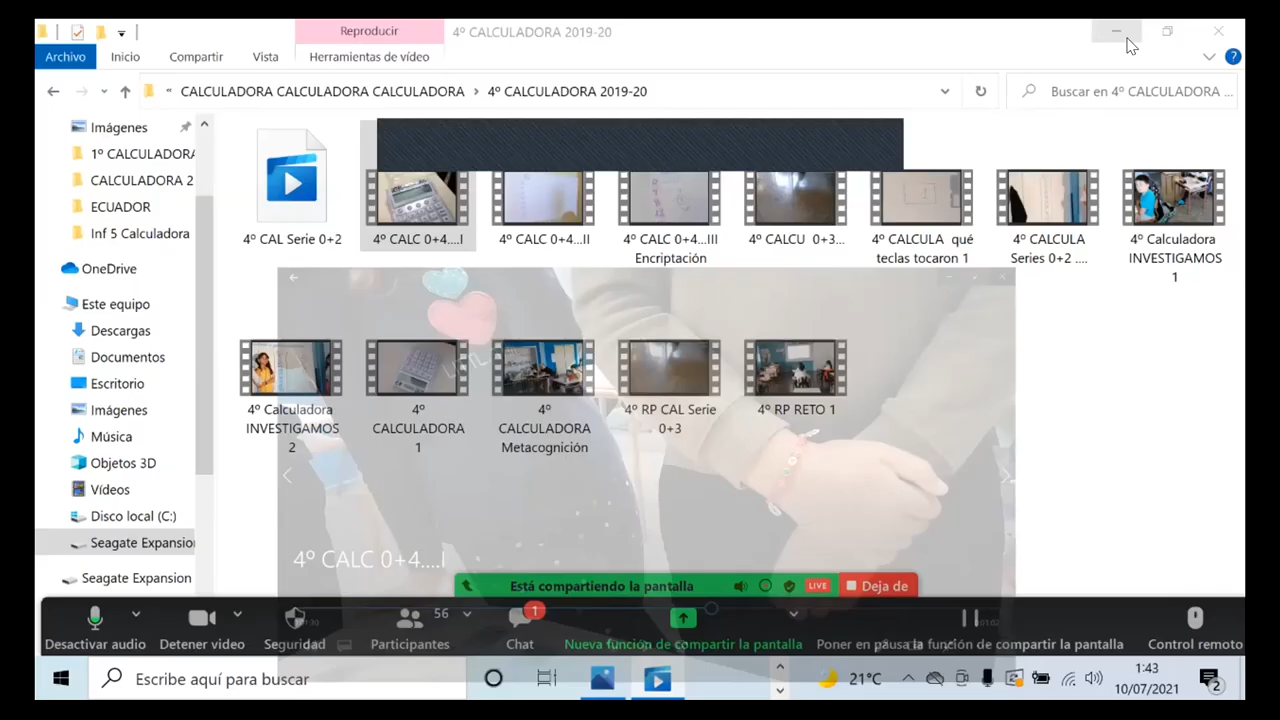 Reproducir
4º CALCULADORA 2019-20
Archivo
Inicio
Compartir
Vista
Herramientas de vídeo
« CALCULADORA CALCULADORA CALCULADORA › 4º CALCULADORA 2019-20
Buscar en 4º CALCULADORA ...
Imágenes
1º CALCULADORA
CALCULADORA 2
ECUADOR
Inf 5 Calculadora
OneDrive
Este equipo
Descargas
Documentos
Escritorio
Imágenes
Música
Objetos 3D
Vídeos
Disco local (C:)
Seagate Expansion
Seagate Expansion
4º CAL Serie 0+2
4º CALC 0+4....I
4º CALC 0+4...II
4º CALC 0+4...III
Encriptación
4º CALCU 0+3...
4º CALCULA qué
teclas tocaron 1
4º CALCULA
Series 0+2 ....
4º Calculadora
INVESTIGAMOS
1
4º Calculadora
INVESTIGAMOS
2
4º
CALCULADORA
1
4º
CALCULADORA
Metacognición
4º RP CAL Serie
0+3
4º RP RETO 1
4º CALC 0+4....I
Está compartiendo la pantalla
LIVE
Deja de
Desactivar audio
Detener video
Seguridad
56
Participantes
1
Chat
Nueva función de compartir la pantalla
Poner en pausa la función de compartir la pantalla
Control remoto
Escribe aquí para buscar
21°C
1:43
10/07/2021
2